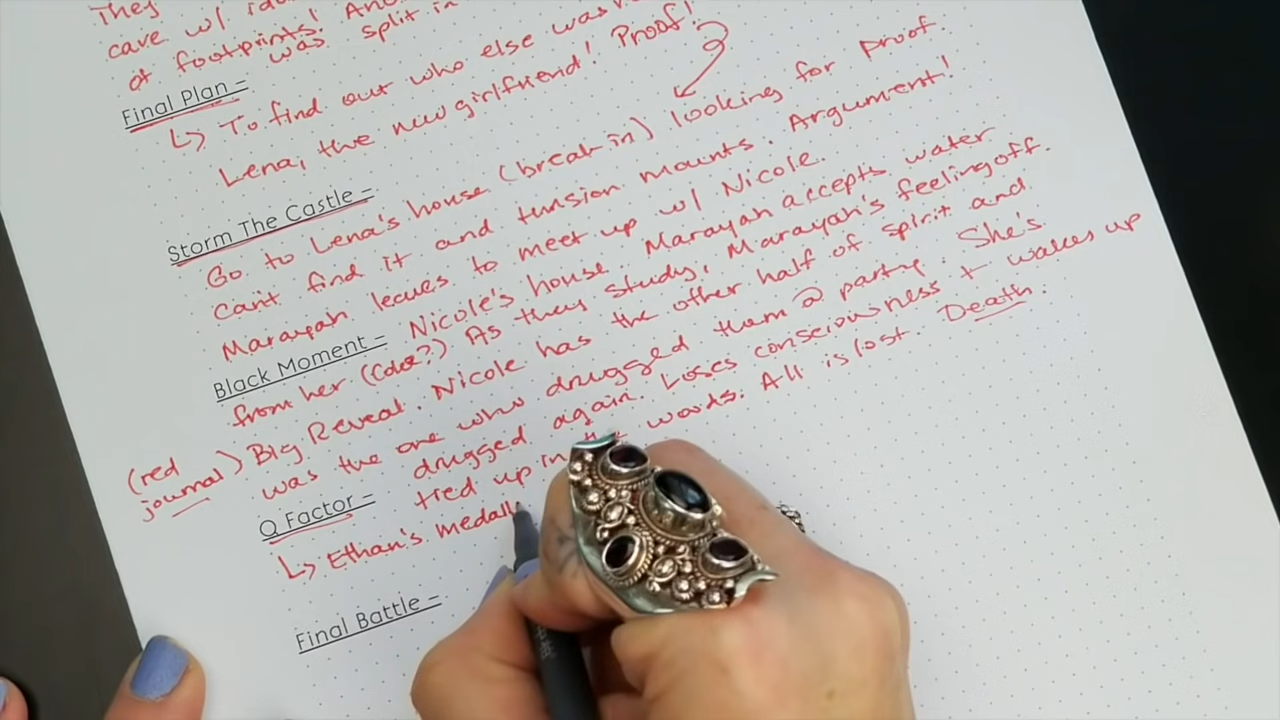 They
cave w/
of footprints! was split in
Final Plan –
↳ To find out who else was
Lena, the new girlfriend! Proof!
Storm The Castle –
Go to Lena's house (break in) looking for proof.
can't find it and tension mounts. Argument!
Marayah leaves to meet up w/ Nicole.
Black Moment – Nicole's house. Marayah accepts water
from her (Coke?) As they study, Marayah's feeling off.
(red journal) Big Reveal. Nicole has the other half of spirit and
was the one who drugged them @ party. She's
drugged again. Loses consciousness + wakes up
tied up in woods. All is lost. Death.
Q Factor –
↳ Ethan's medall
Final Battle –